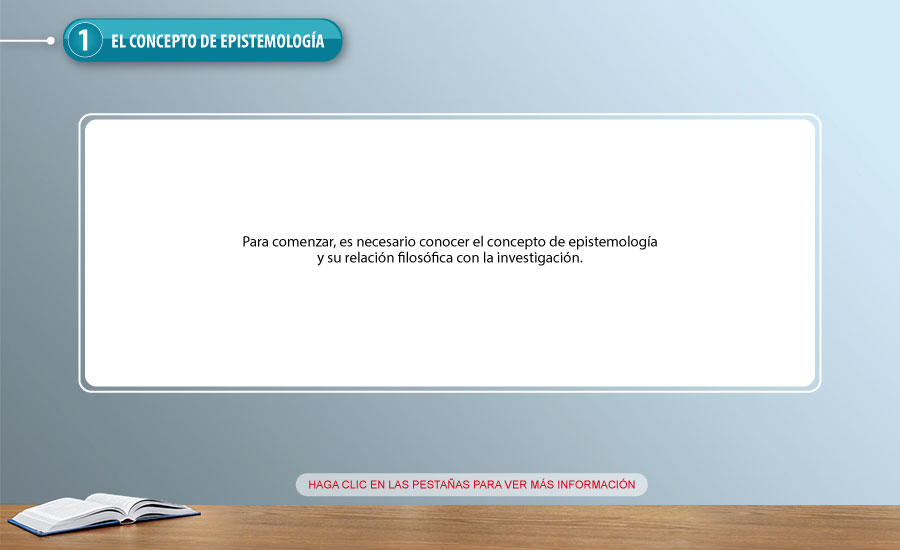 1 EL CONCEPTO DE EPISTEMOLOGÍA
Para comenzar, es necesario conocer el concepto de epistemología
y su relación filosófica con la investigación.
HAGA CLIC EN LAS PESTAÑAS PARA VER MÁS INFORMACIÓN